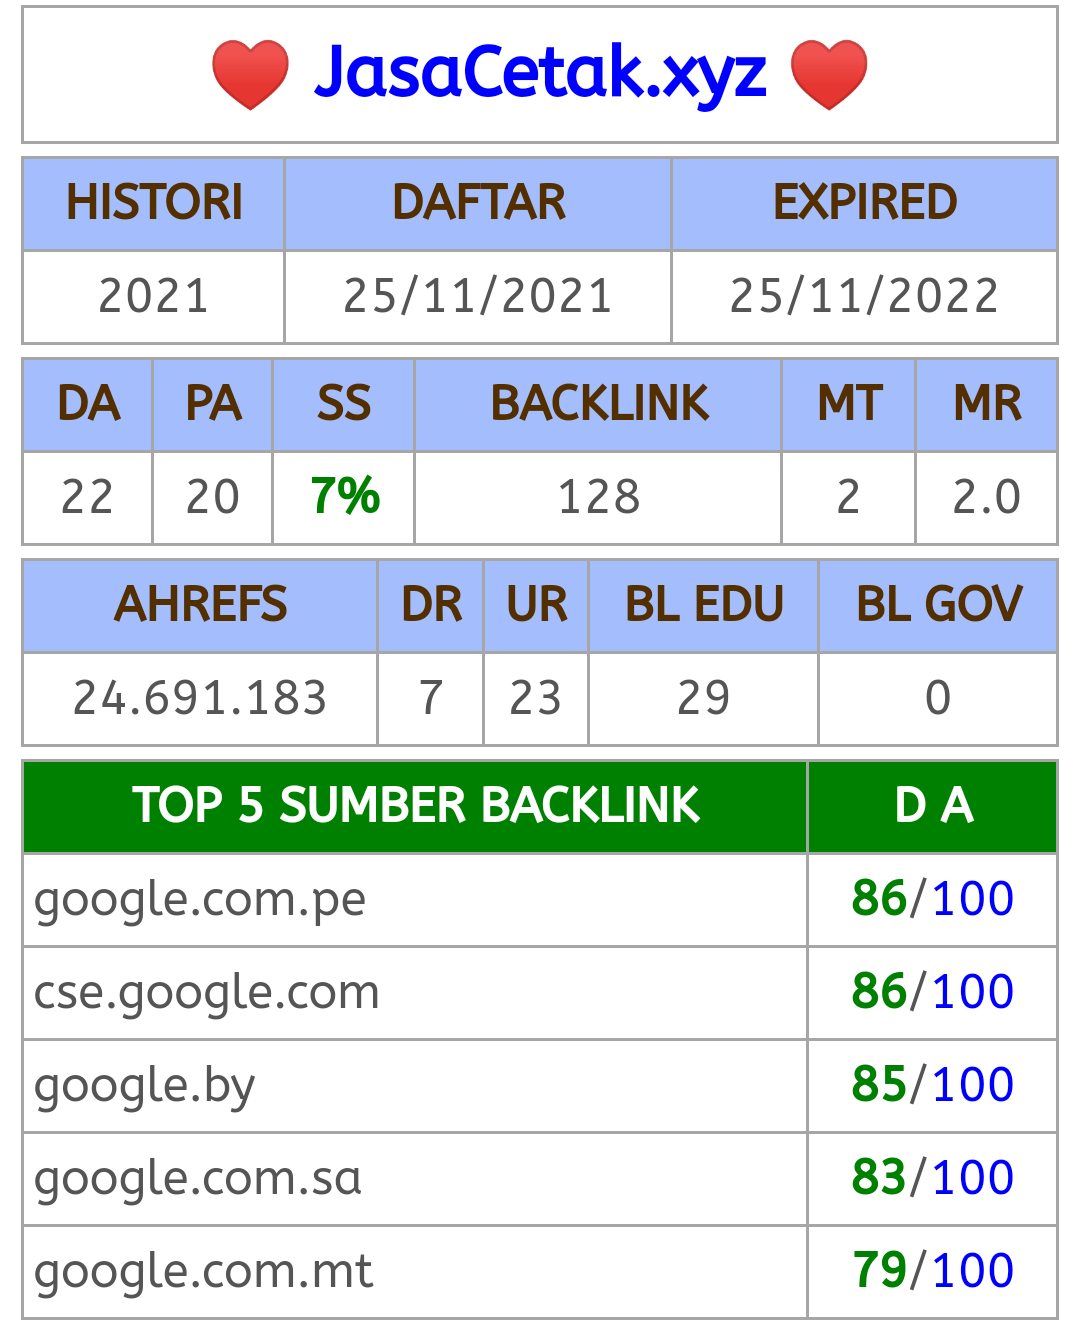 JasaCetak.xyz
HISTORI DAFTAR EXPIRED
2021 25/11/2021 25/11/2022
DA PA SS BACKLINK MT MR
22 20 7% 128 2 2.0
AHREFS DR UR BL EDU BL GOV
24.691.183 7 23 29 0
TOP 5 SUMBER BACKLINK D A
google.com.pe 86/100
cse.google.com 86/100
google.by 85/100
google.com.sa 83/100
google.com.mt 79/100